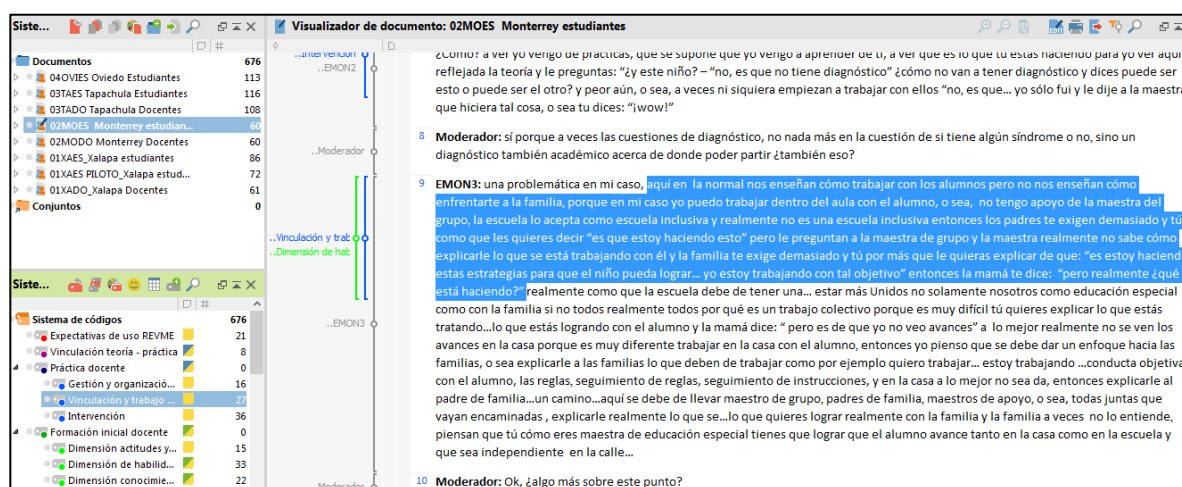 Siste...
Documentos 676
04OVIES Oviedo Estudiantes 113
03TAES Tapachula Estudiantes 116
03TADO Tapachula Docentes 108
02MOES Monterrey estudian... 60
02MODO Monterrey Docentes 60
01XAES_Xalapa estudiantes 86
01XAES PILOTO_Xalapa estud... 72
01XADO_Xalapa Docentes 61
Conjuntos 0
Siste...
Sistema de códigos 676
Expectativas de uso REVME 21
Vinculación teoría - práctica 8
Práctica docente 0
Gestión y organizació... 16
Vinculación y trabajo ... 27
Intervención 36
Formación inicial docente 0
Dimensión actitudes y... 15
Dimensión de habilid... 33
Dimensión conocimie... 22
Visualizador de documento: 02MOES Monterrey estudiantes
..Intervención
..EMON2
..Moderador
..Vinculación y trab
..Dimensión de hab
..EMON3
Moderador
¿Cómo? a ver yo vengo de prácticas, que se supone que yo vengo a aprender de ti, a ver qué es lo que tú estás haciendo para yo ver aquí
reflejada la teoría y le preguntas: “¿y este niño? – “no, es que no tiene diagnóstico” ¿cómo no van a tener diagnóstico y dices puede ser
esto o puede ser el otro? y peor aún, o sea, a veces ni siquiera empiezan a trabajar con ellos “no, es que... yo sólo fui y le dije a la maestra
que hiciera tal cosa, o sea tu dices: “¡wow!”
8 Moderador: sí porque a veces las cuestiones de diagnóstico, no nada más en la cuestión de si tiene algún síndrome o no, sino un
diagnóstico también académico acerca de donde poder partir ¿también eso?
9 EMON3: una problemática en mi caso, aquí en la normal nos enseñan cómo trabajar con los alumnos pero no nos enseñan cómo
enfrentarte a la familia, porque en mi caso yo puedo trabajar dentro del aula con el alumno, o sea, no tengo apoyo de la maestra del
grupo, la escuela lo acepta como escuela inclusiva y realmente no es una escuela inclusiva entonces los padres te exigen demasiado y tú
como que les quieres decir “es que estoy haciendo esto” pero le preguntan a la maestra de grupo y la maestra realmente no sabe cómo
explicarle lo que se está trabajando con él y la familia te exige demasiado y tú por más que le quieras explicar de que: “es estoy haciend
estas estrategias para que el niño pueda lograr... yo estoy trabajando con tal objetivo” entonces la mamá te dice: “pero realmente ¿qué
está haciendo?” realmente como que la escuela debe de tener una... estar más Unidos no solamente nosotros como educación especial
como con la familia si no todos realmente todos por qué es un trabajo colectivo porque es muy difícil tú quieres explicar lo que estás
tratando...lo que estás logrando con el alumno y la mamá dice: “ pero es de que yo no veo avances” a lo mejor realmente no se ven los
avances en la casa porque es muy diferente trabajar en la casa con el alumno, entonces yo pienso que se debe dar un enfoque hacia las
familias, o sea explicarle a las familias lo que deben de trabajar como por ejemplo quiero trabajar... estoy trabajando ...conducta objetiva
con el alumno, las reglas, seguimiento de reglas, seguimiento de instrucciones, y en la casa a lo mejor no sea da, entonces explicarle al
padre de familia...un camino...aquí se debe de llevar maestro de grupo, padres de familia, maestros de apoyo, o sea, todas juntas que
vayan encaminadas , explicarle realmente lo que se...lo que quieres lograr realmente con la familia y la familia a veces no lo entiende,
piensan que tú cómo eres maestra de educación especial tienes que lograr que el alumno avance tanto en la casa como en la escuela y
que sea independiente en la calle...
10 Moderador: Ok, ¿algo más sobre este punto?